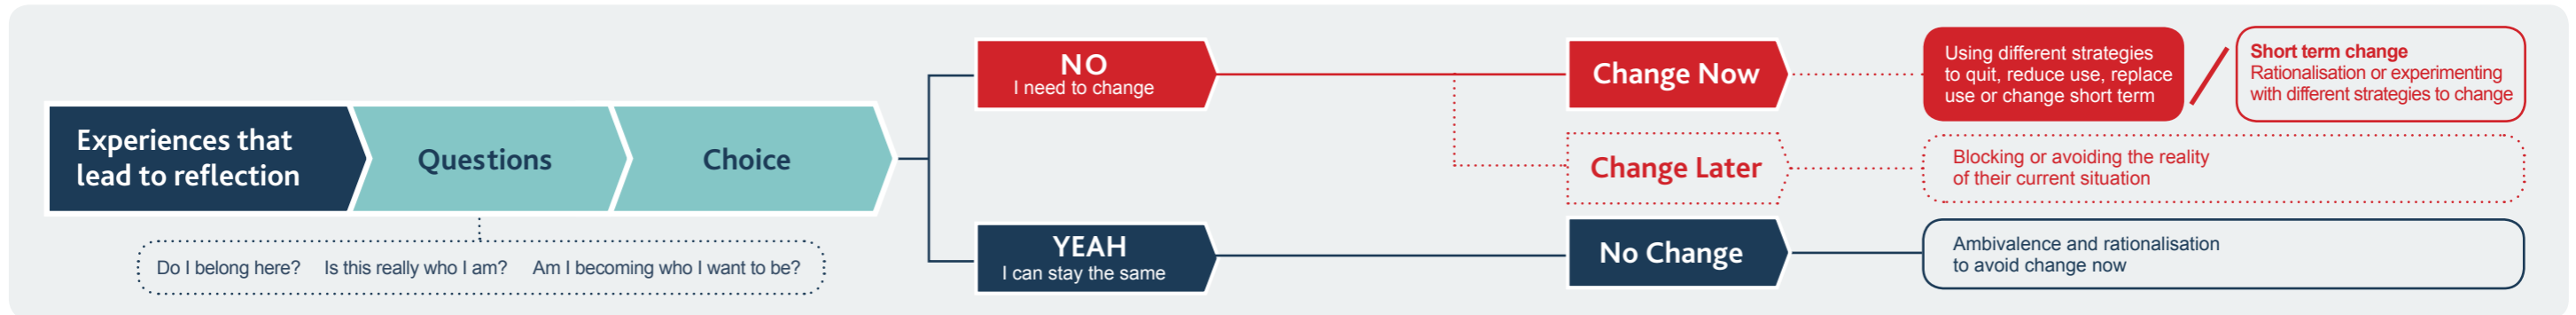 Experiences that
lead to reflection
Questions
Choice
Do I belong here? Is this really who I am? Am I becoming who I want to be?
NO
I need to change
YEAH
I can stay the same
Change Now
Using different strategies
to quit, reduce use, replace
use or change short term
Short term change
Rationalisation or experimenting
with different strategies to change
Change Later
Blocking or avoiding the reality
of their current situation
No Change
Ambivalence and rationalisation
to avoid change now